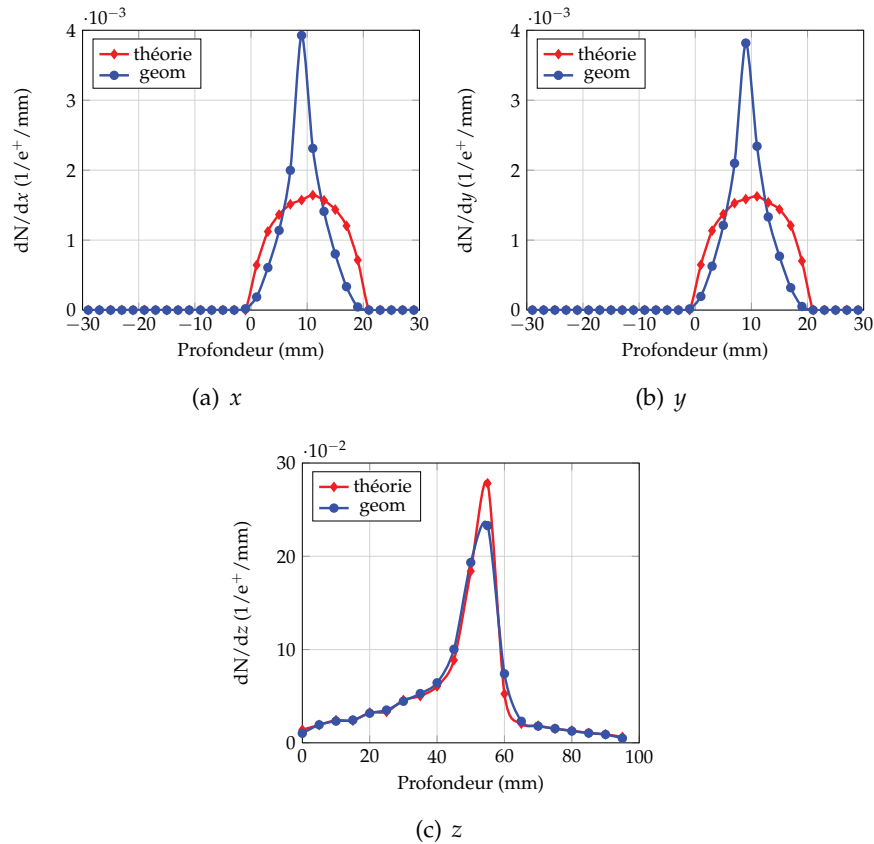 ·10⁻³
·10⁻³
4
3
2
1
0
théorie
geom
dN/dx (1/e⁺/mm)
−30 −20 −10 0 10 20 30
Profondeur (mm)
(a) x
4
3
2
1
0
théorie
geom
dN/dy (1/e⁺/mm)
−30 −20 −10 0 10 20 30
Profondeur (mm)
(b) y
·10⁻²
30
20
10
0
théorie
geom
dN/dz (1/e⁺/mm)
0 20 40 60 80 100
Profondeur (mm)
(c) z